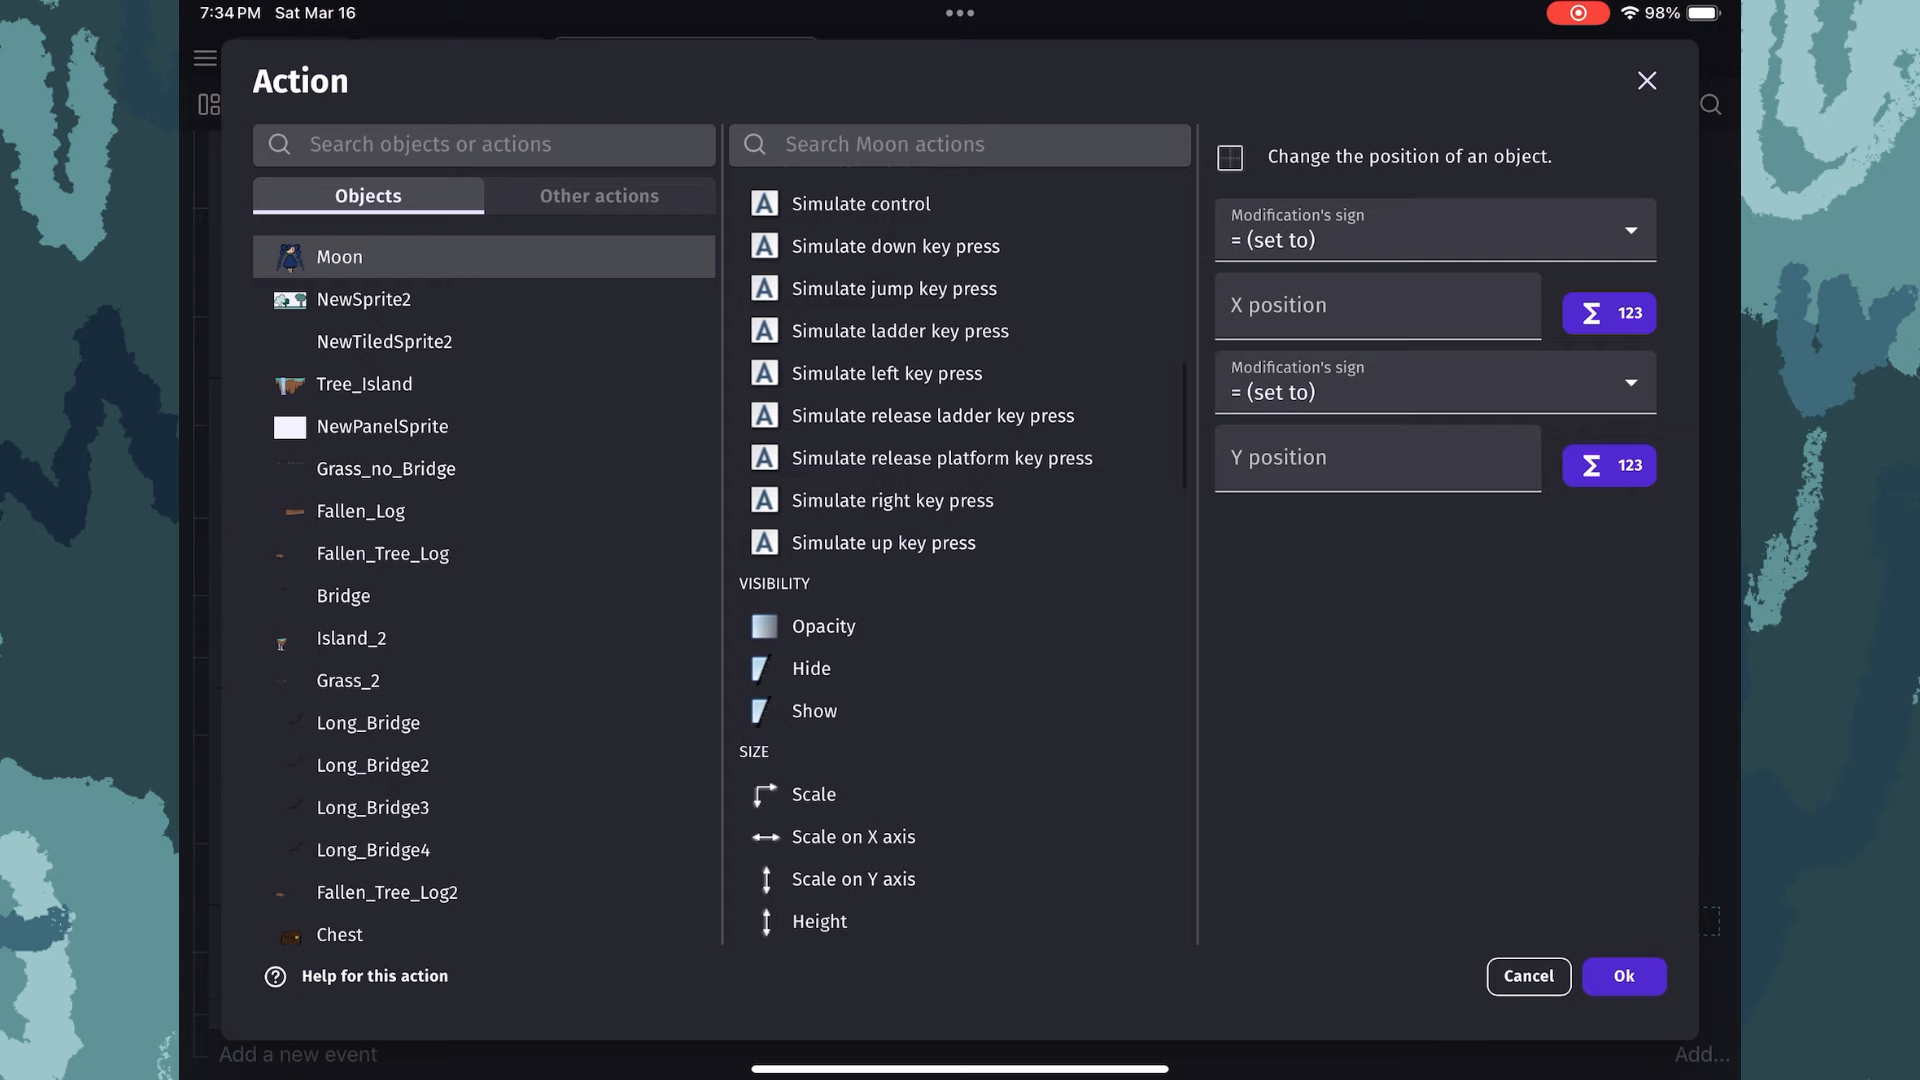 7:34 PM Sat Mar 16
98%
Action
Search objects or actions
Objects
Other actions
Moon
NewSprite2
NewTiledSprite2
Tree_Island
NewPanelSprite
Grass_no_Bridge
Fallen_Log
Fallen_Tree_Log
Bridge
Island_2
Grass_2
Long_Bridge
Long_Bridge2
Long_Bridge3
Long_Bridge4
Fallen_Tree_Log2
Chest
Search Moon actions
Simulate control
Simulate down key press
Simulate jump key press
Simulate ladder key press
Simulate left key press
Simulate release ladder key press
Simulate release platform key press
Simulate right key press
Simulate up key press
VISIBILITY
Opacity
Hide
Show
SIZE
Scale
Scale on X axis
Scale on Y axis
Height
Change the position of an object.
Modification's sign
= (set to)
X position
Σ 123
Modification's sign
= (set to)
Y position
Σ 123
Help for this action
Cancel
Ok
Add a new event
Add...